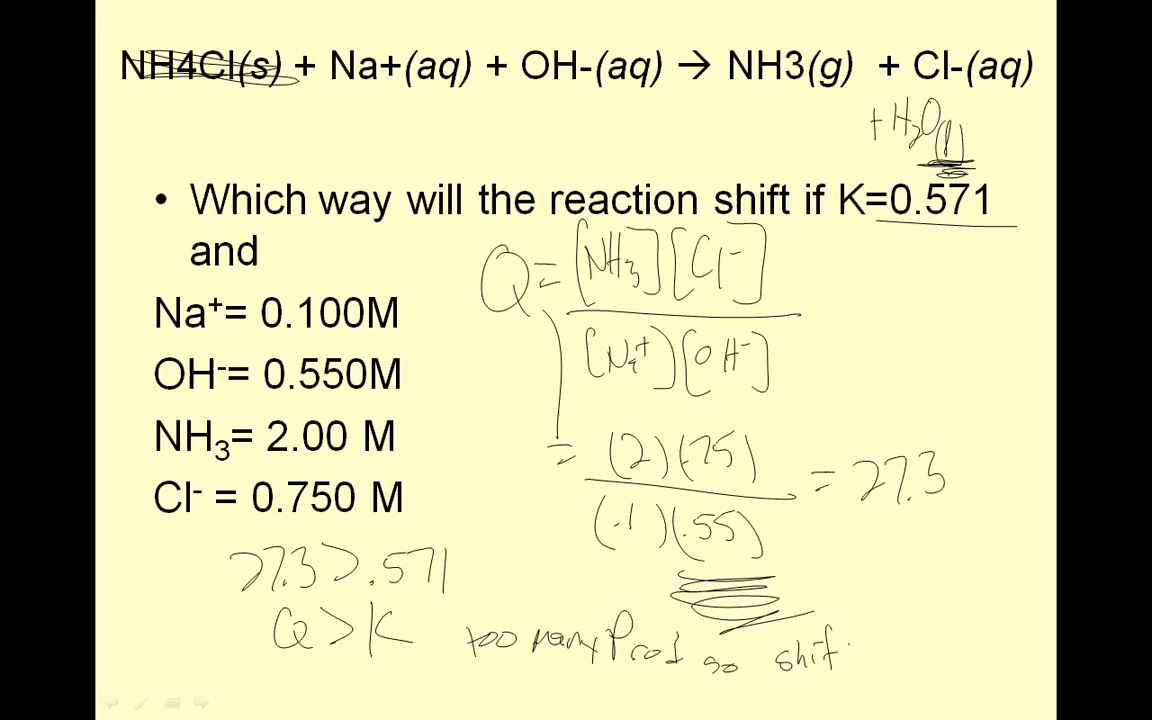 NH4Cl(s) + Na+(aq) + OH-(aq) → NH3(g) + Cl-(aq)
+ H₂O(l)
• Which way will the reaction shift if K=0.571
and
Na⁺= 0.100M
OH⁻= 0.550M
NH₃= 2.00 M
Cl⁻ = 0.750 M
Q = [NH₃][Cl⁻]
[Na⁺][OH⁻]
= (2)(.75) = 27.3
(.1)(.55)
27.3 > .571
Q > K too many Prod so shif